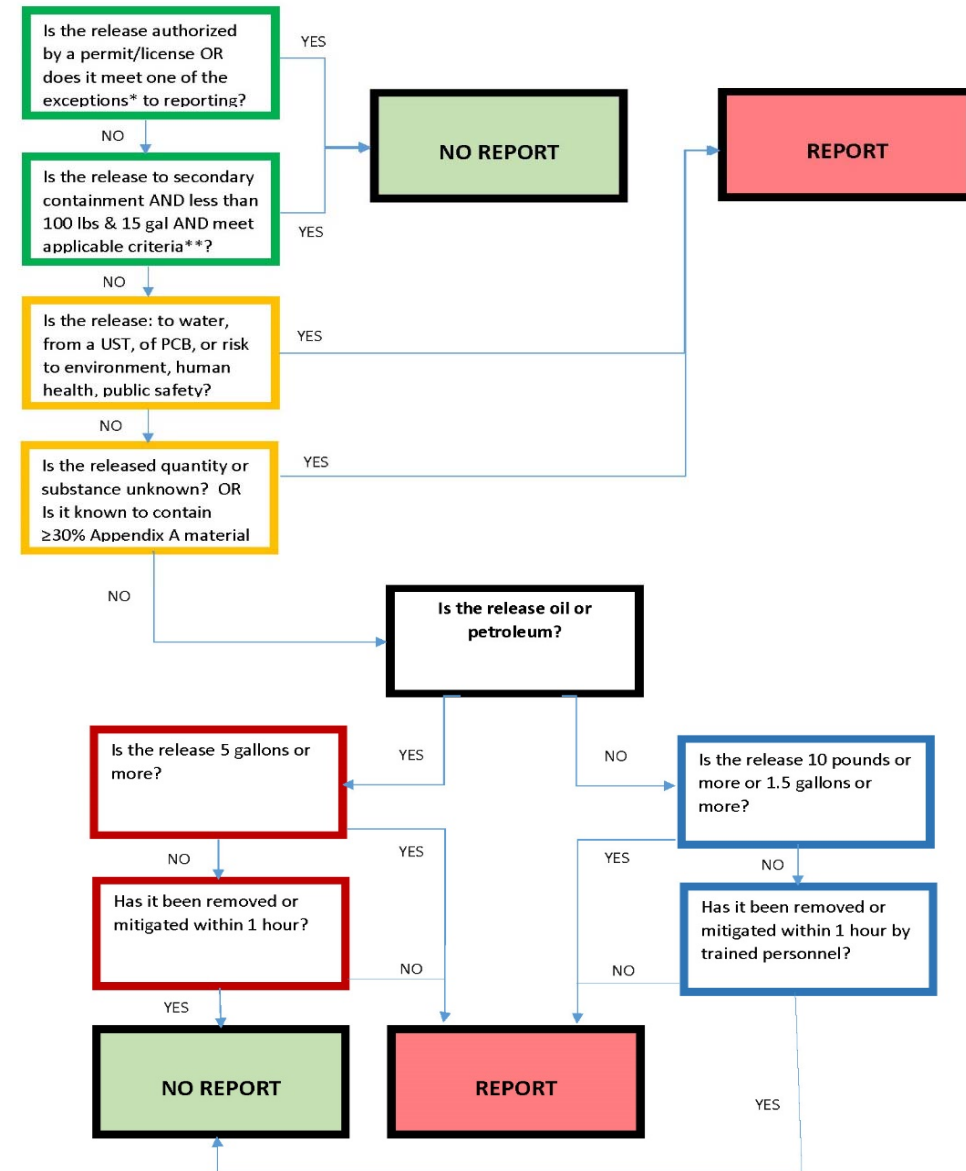 Is the release authorized
by a permit/license OR
does it meet one of the
exceptions* to reporting?
YES
NO
NO REPORT
REPORT
Is the release to secondary
containment AND less than
100 lbs & 15 gal AND meet
applicable criteria**?
YES
NO
Is the release: to water,
from a UST, of PCB, or risk
to environment, human
health, public safety?
YES
NO
Is the released quantity or
substance unknown? OR
Is it known to contain
≥30% Appendix A material
YES
NO
Is the release oil or
petroleum?
YES
NO
Is the release 5 gallons or
more?
YES
NO
Is the release 10 pounds or
more or 1.5 gallons or
more?
YES
NO
Has it been removed or
mitigated within 1 hour?
NO
YES
Has it been removed or
mitigated within 1 hour by
trained personnel?
NO
YES
NO REPORT
REPORT